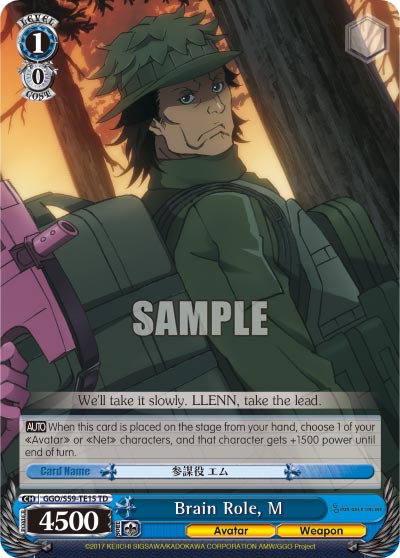 LEVEL
1
0
COST
SAMPLE
We'll take it slowly. LLENN, take the lead.
AUTO When this card is placed on the stage from your hand, choose 1 of your
«Avatar» or «Net» characters, and that character gets +1500 power until
end of turn.
Card Name 参謀役 エム
CH GGO/S59-TE15 TD
POWER 4500 SOUL Brain Role, M
Avatar Weapon
©2017 KEIICHI SIGSAWA/KADOKAWA CORPORATION AMW/GGO Project